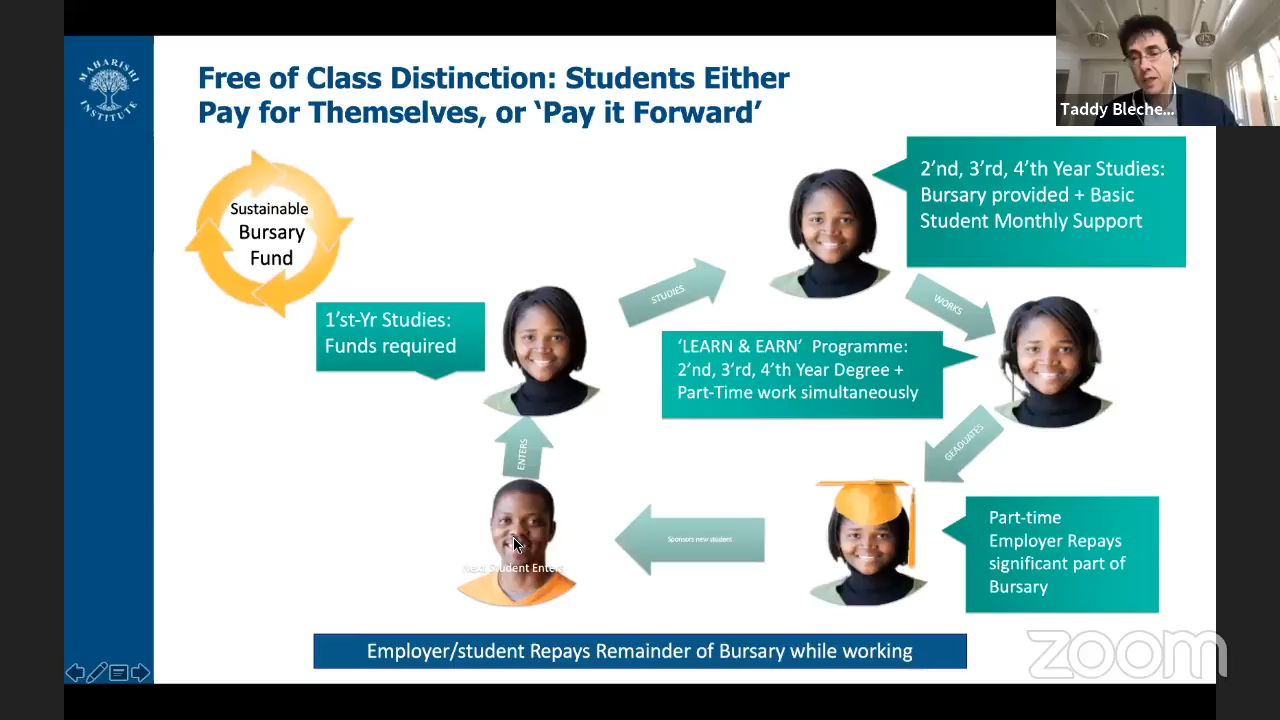 MAHARISHI
INSTITUTE
Free of Class Distinction: Students Either
Pay for Themselves, or ‘Pay it Forward’
Taddy Bleche...
Sustainable
Bursary
Fund
2’nd, 3’rd, 4’th Year Studies:
Bursary provided + Basic
Student Monthly Support
STUDIES
WORKS
1’st-Yr Studies:
Funds required
‘LEARN & EARN’ Programme:
2’nd, 3’rd, 4’th Year Degree +
Part-Time work simultaneously
ENTERS
GEADUATES
Sponsors new student
Next Student Enters
Part-time
Employer Repays
significant part of
Bursary
Employer/student Repays Remainder of Bursary while working
zoom